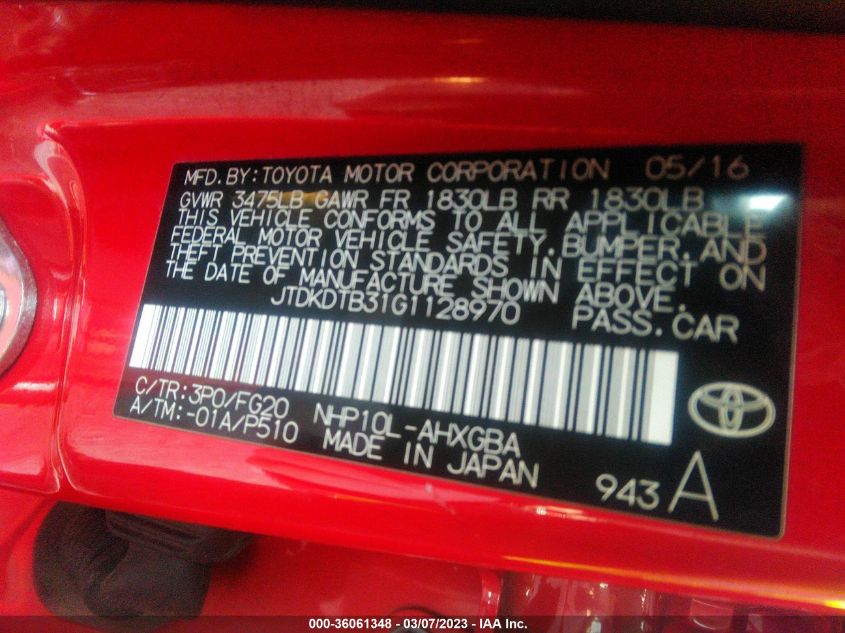 MFD. BY: TOYOTA MOTOR CORPORATION 05/16
GVWR 3475LB GAWR FR 1830LB RR 1830LB
THIS VEHICLE CONFORMS TO ALL APPLICABLE
FEDERAL MOTOR VEHICLE SAFETY, BUMPER, AND
THEFT PREVENTION STANDARDS IN EFFECT ON
THE DATE OF MANUFACTURE SHOWN ABOVE.
JTDKDTB31G1128970 PASS. CAR
C/TR: 3P0/FG20 NHP10L-AHXGBA
A/TM: -01A/P510 MADE IN JAPAN
943 A
000-36061348 - 03/07/2023 - IAA Inc.